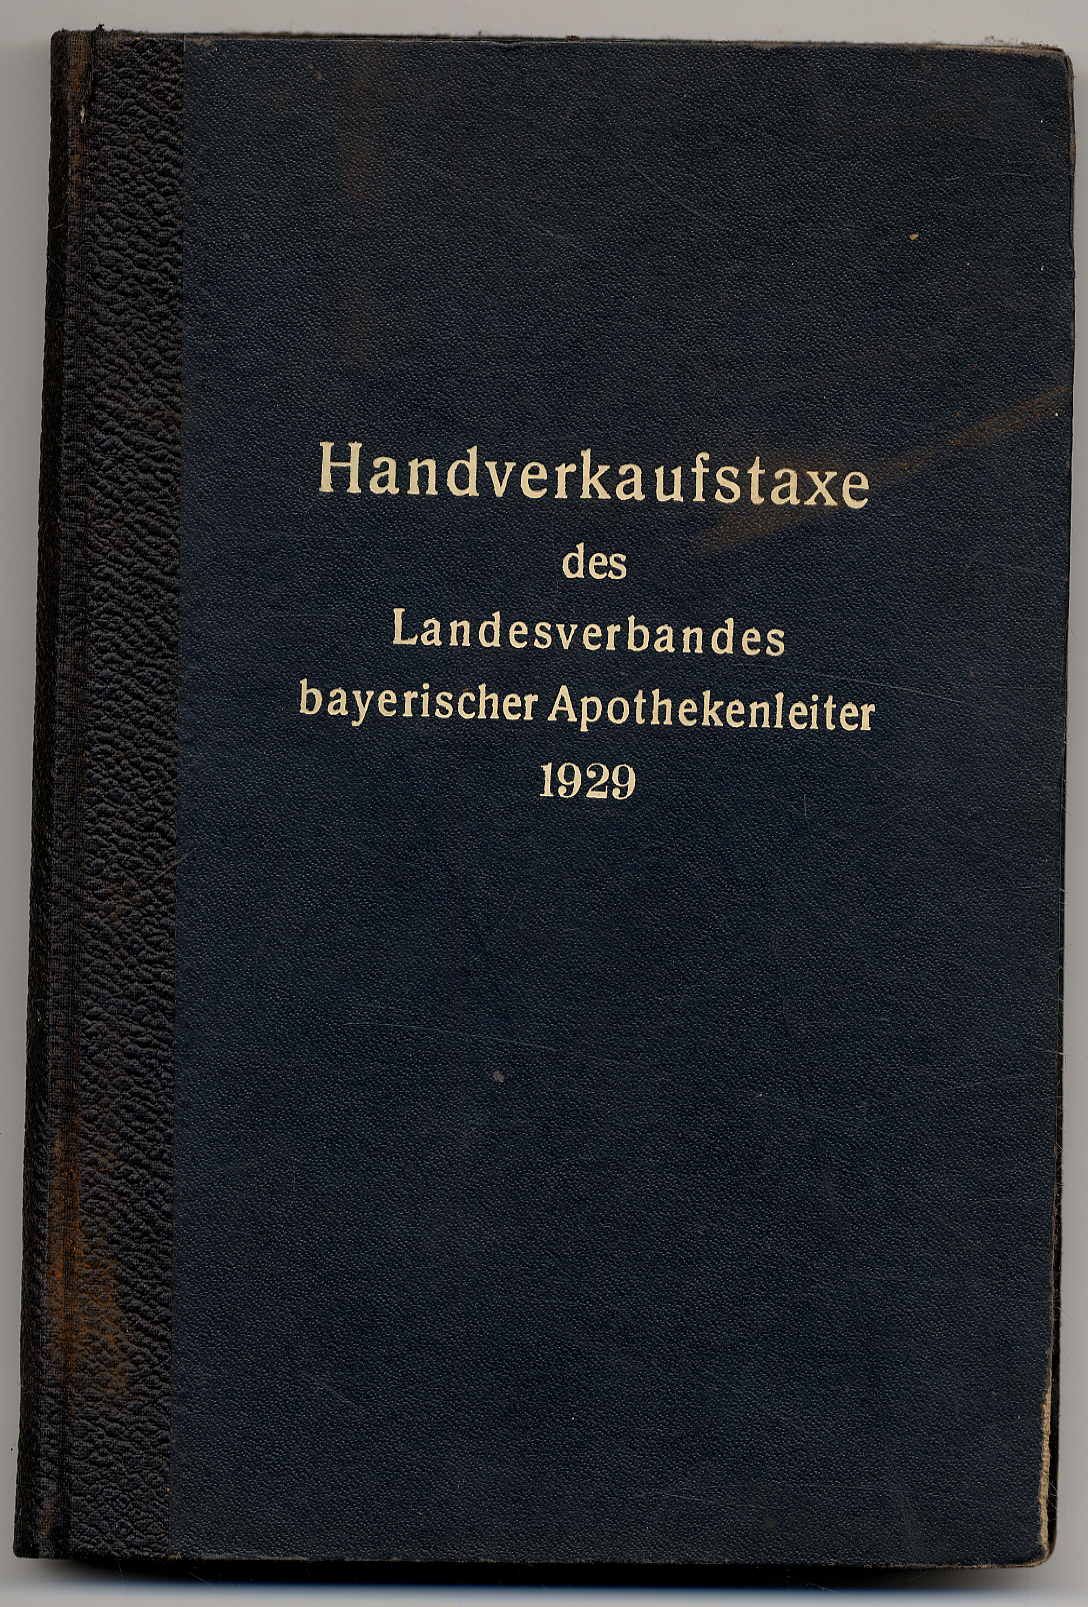 Handverkaufstaxe
des
Landesverbandes
bayerischer Apothekenleiter
1929